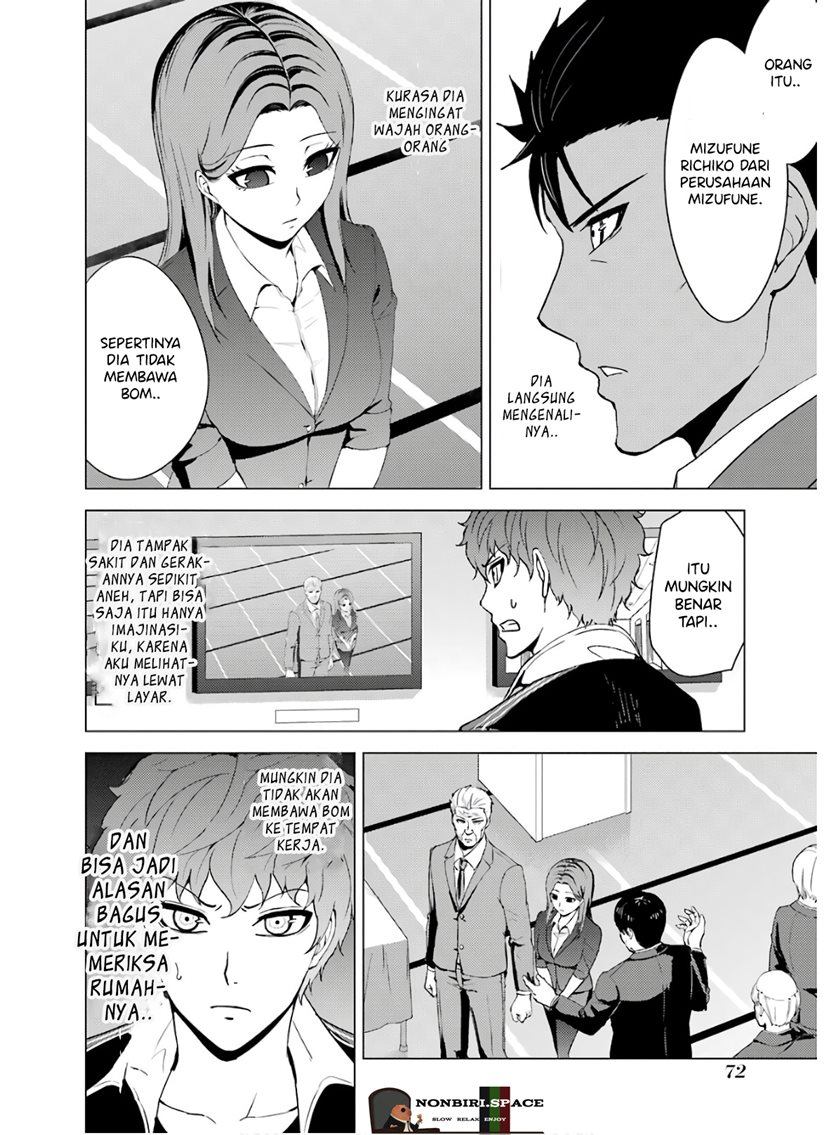 ORANG
ITU..
MIZUFUNE
RICHIKO DARI
PERUSAHAAN
MIZUFUNE.
DIA
LANGSUNG
MENGENALI-
NYA..
KURASA DIA
MENGINGAT
WAJAH ORANG-
ORANG
SEPERTINYA
DIA TIDAK
MEMBAWA
BOM..
ITU
MUNGKIN
BENAR
TAPI..
DIA TAMPAK
SAKIT DAN GERAK-
ANNYA SEDIKIT
ANEH, TAPI BISA
SAJA ITU HANYA
IMAJINASI-
KU, KARENA
AKU MELIHAT-
NYA LEWAT
LAYAR.
MUNGKIN DIA
TIDAK AKAN
MEMBAWA BOM
KE TEMPAT
KERJA.
DAN
BISA JADI
ALASAN
BAGUS
UNTUK ME-
MERIKSA
RUMAH-
NYA..
72
NONBIRI.SPACE
SLOW RELAX ENJOY